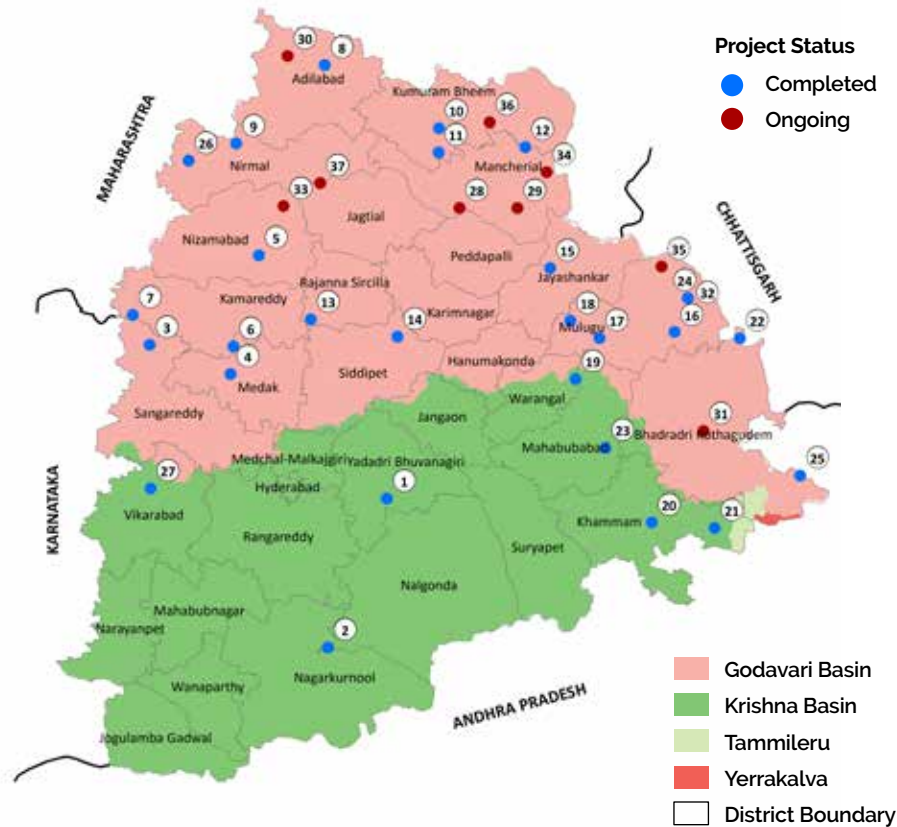 Project Status
Completed
Ongoing
30
8
Adilabad
Kumuram Bheem
10
36
11
12
MAHARASHTRA
26
9
Nirmal
Mancherial
34
37
33
28
29
Jagtial
CHHATTISGARH
Nizamabad
5
15
35
Peddapalli
Jayashankar
24
Rajanna Sircilla
32
7
Kamareddy
13
18
16
22
3
6
14
Karimnagar
Mulugu
17
4
Hanumakonda
19
Siddipet
Medak
Warangal
Sangareddy
Jangaon
31
23
Bhadradri Kothagudem
Mahabubabad
KARNATAKA
27
Medchal-Malkajgiri
Yadadri Bhuvanagiri
25
Hyderabad
1
Vikarabad
20
21
Khammam
Rangareddy
Suryapet
Nalgonda
Mahabubnagar
Narayanpet
2
Nagarkurnool
Wanaparthy
ANDHRA PRADESH
Jogulamba Gadwal
Godavari Basin
Krishna Basin
Tammileru
Yerrakalva
District Boundary